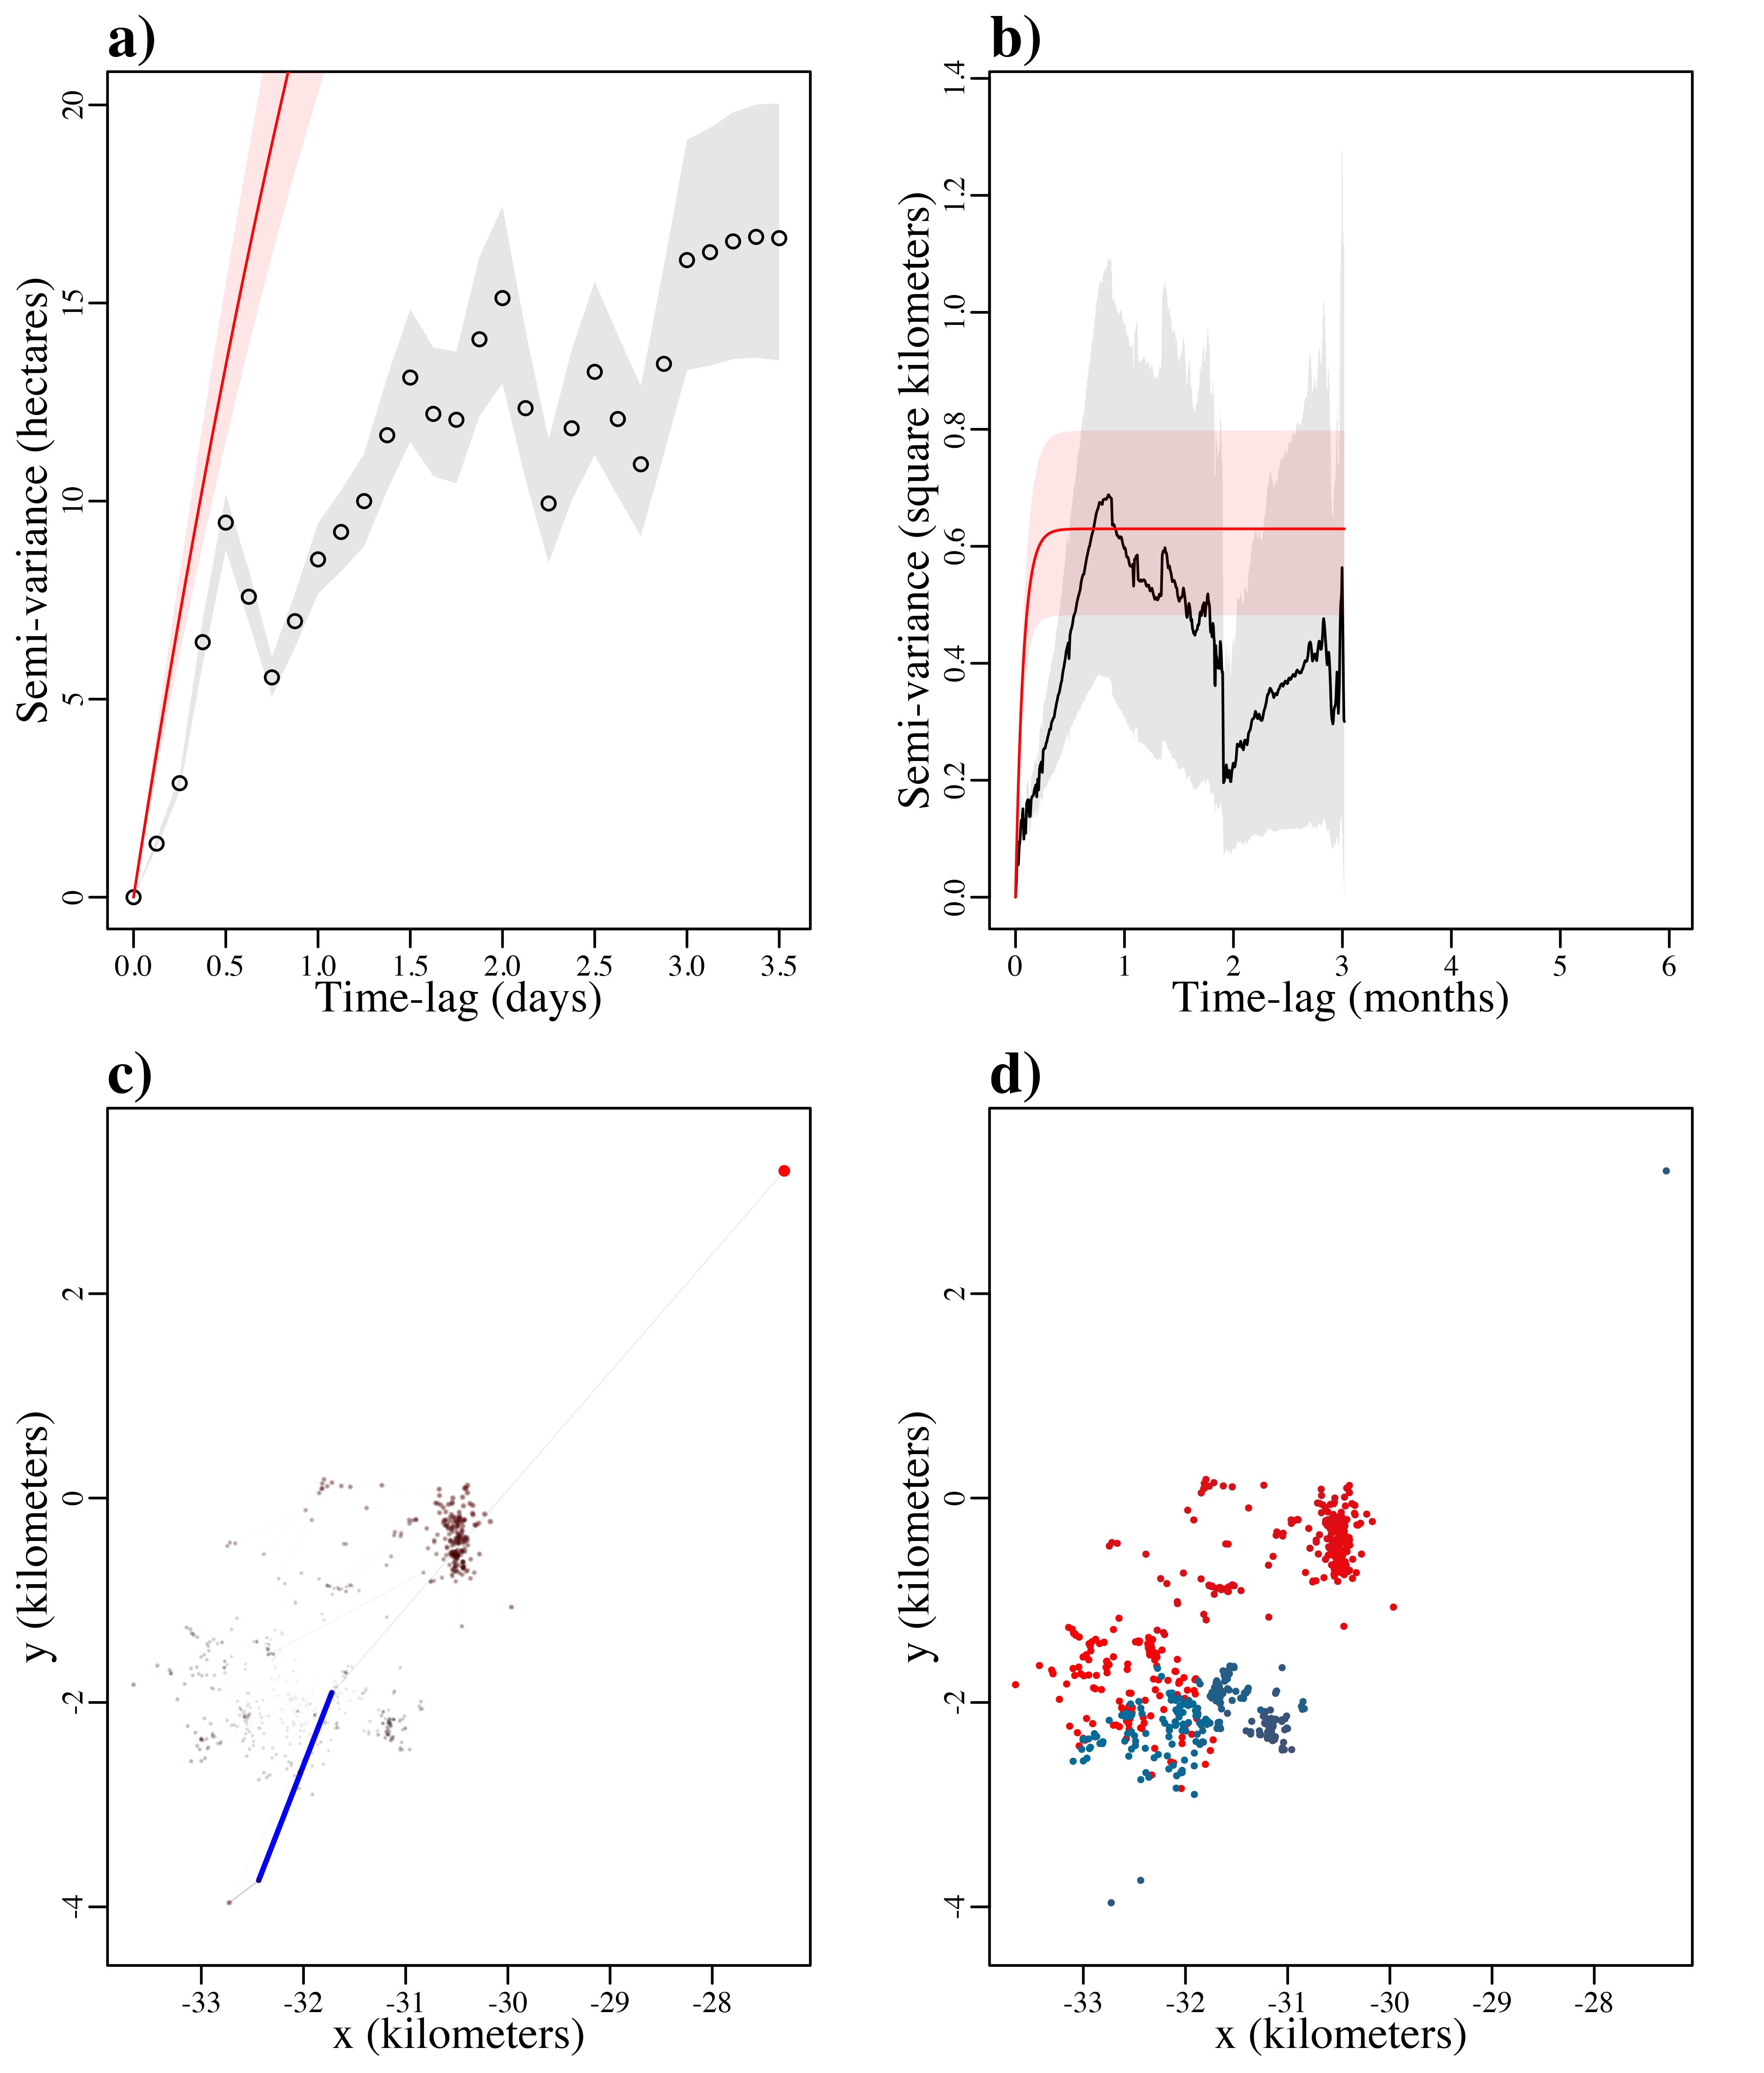 a)
Semi-variance (hectares)
20
15
10
5
0
0.0 0.5 1.0 1.5 2.0 2.5 3.0 3.5
Time-lag (days)
b)
Semi-variance (square kilometers)
1.4
1.2
1.0
0.8
0.6
0.4
0.2
0.0
0 1 2 3 4 5 6
Time-lag (months)
c)
y (kilometers)
2
0
-2
-4
-33 -32 -31 -30 -29 -28
x (kilometers)
d)
y (kilometers)
2
0
-2
-4
-33 -32 -31 -30 -29 -28
x (kilometers)